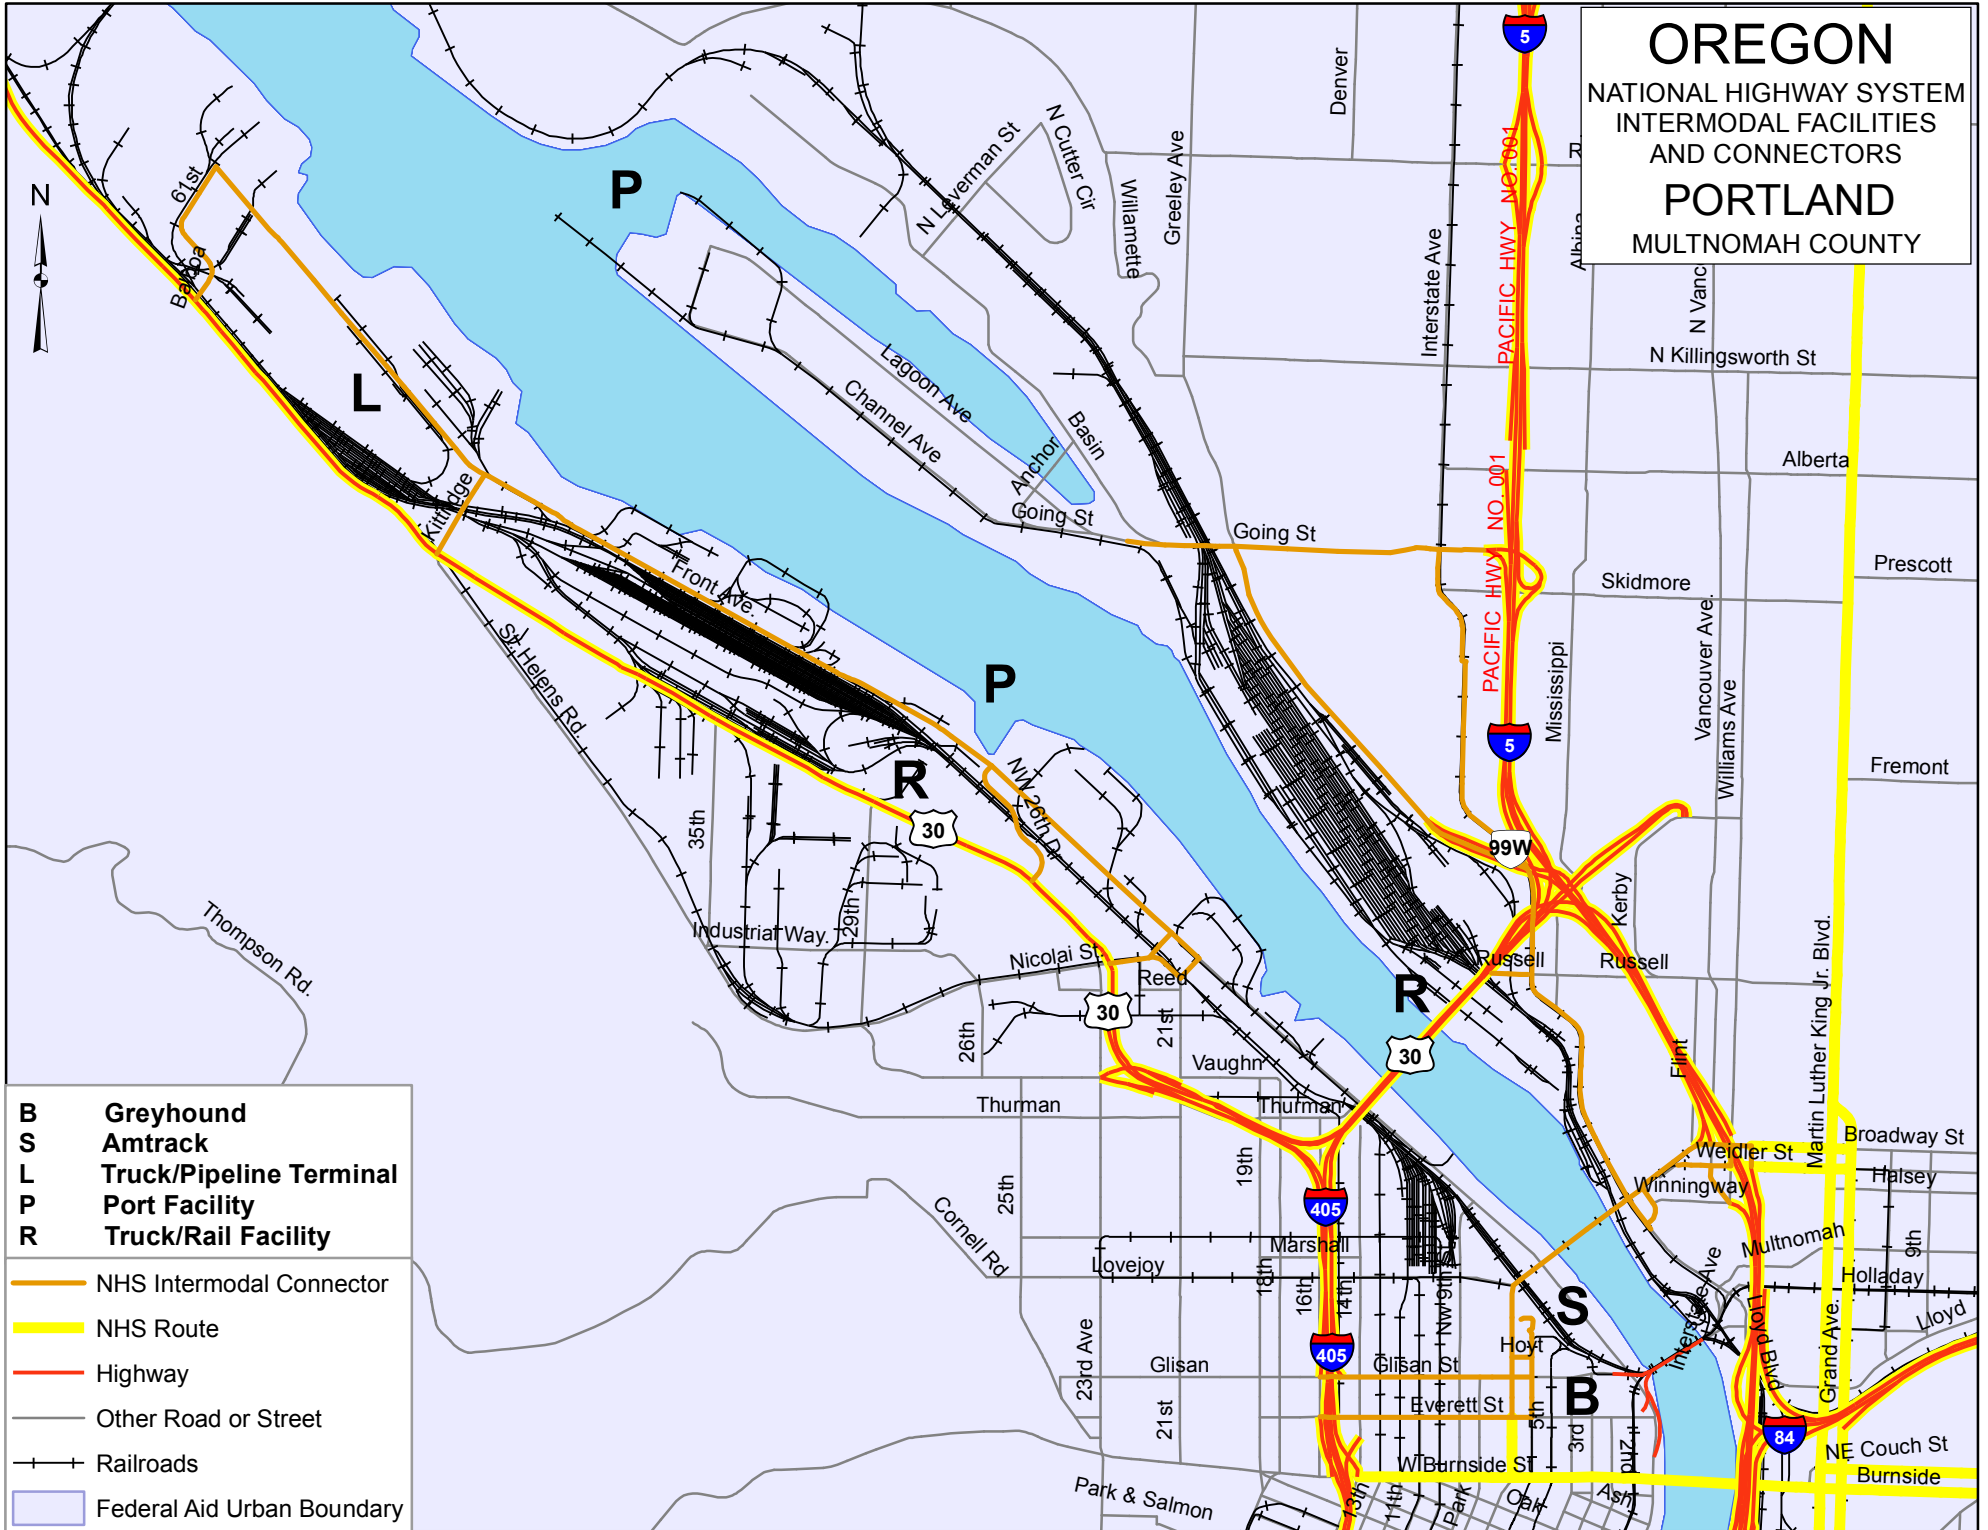 OREGON
NATIONAL HIGHWAY SYSTEM
INTERMODAL FACILITIES
AND CONNECTORS
PORTLAND
MULTNOMAH COUNTY
5
Denver
N Cutter Cir
N Leverman St
Greeley Ave
Willamette
PACIFIC HWY NO.001
Interstate Ave
N
61st
P
L
Lagoon Ave
Channel Ave
Basin
Anchor
Going St
Going St
N Killingsworth St
Alberta
PACIFIC HWY NO. 001
Prescott
Skidmore
Kittridge
Front Ave.
St. Helens Rd.
P
Mississippi
Vancouver Ave.
Williams Ave
5
Fremont
R
30
NW 26th Dr
35th
29th
99W
Kerby
Industrial Way.
Nicolai St.
Reed
Russell
Russell
Thompson Rd.
30
26th
21st
R
30
Flint
Martin Luther King Jr. Blvd.
Vaughn
Thurman
Thurman
Broadway St
Weidler St
Halsey
Winningway
19th
25th
405
Cornell Rd
Marshall
Lovejoy
18th
16th
14th
NW 9th St
Multnomah
9th
Holladay
Lloyd
Interstate Ave
Lloyd Blvd
Grand Ave.
S
Hoyt
405
23rd Ave
Glisan
Glisan St
B
Everett St
21st
5th
3rd
2nd
84
NE Couch St
Burnside
W Burnside St
Park & Salmon
13th
11th
Park
Oak
Ash
B Greyhound
S Amtrack
L Truck/Pipeline Terminal
P Port Facility
R Truck/Rail Facility
NHS Intermodal Connector
NHS Route
Highway
Other Road or Street
Railroads
Federal Aid Urban Boundary